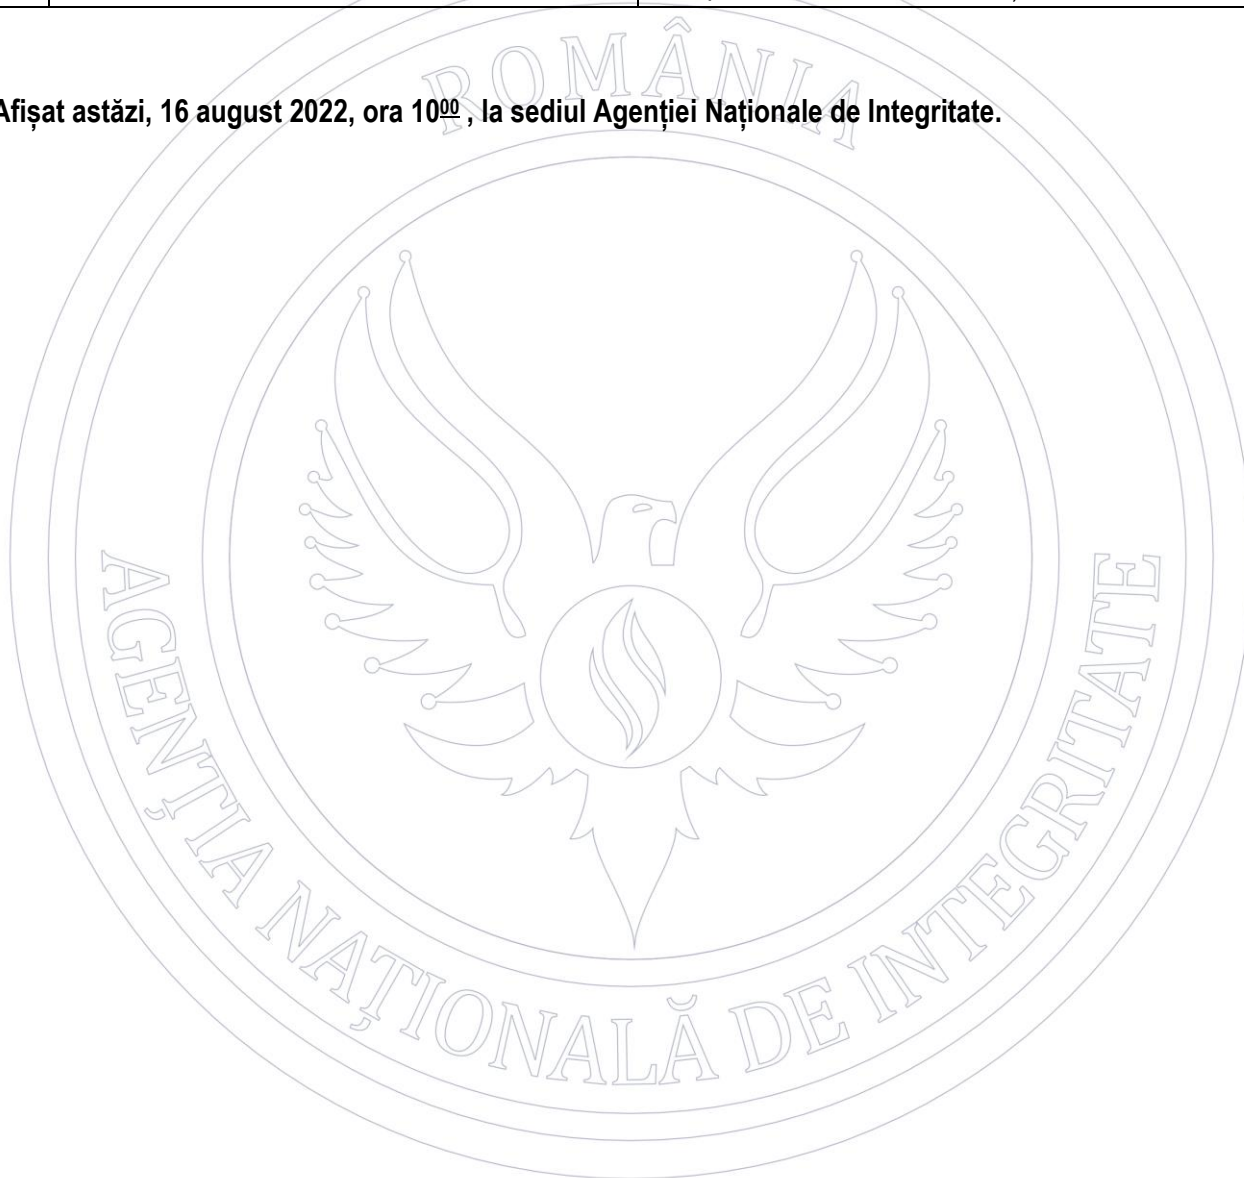 ROMÂNIA
Afișat astăzi, 16 august 2022, ora 10⁰⁰ , la sediul Agenției Naționale de Integritate.
AGENȚIA NAȚIONALĂ DE INTEGRITATE